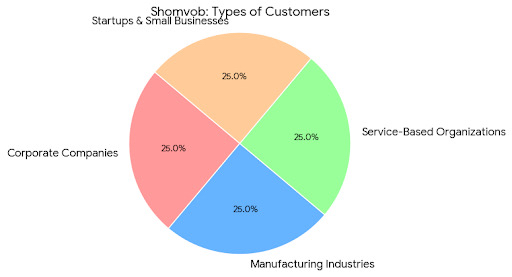 Shomvob: Types of Customers
Startups & Small Businesses
25.0%
25.0%
Service-Based Organizations
Corporate Companies
25.0%
25.0%
Manufacturing Industries